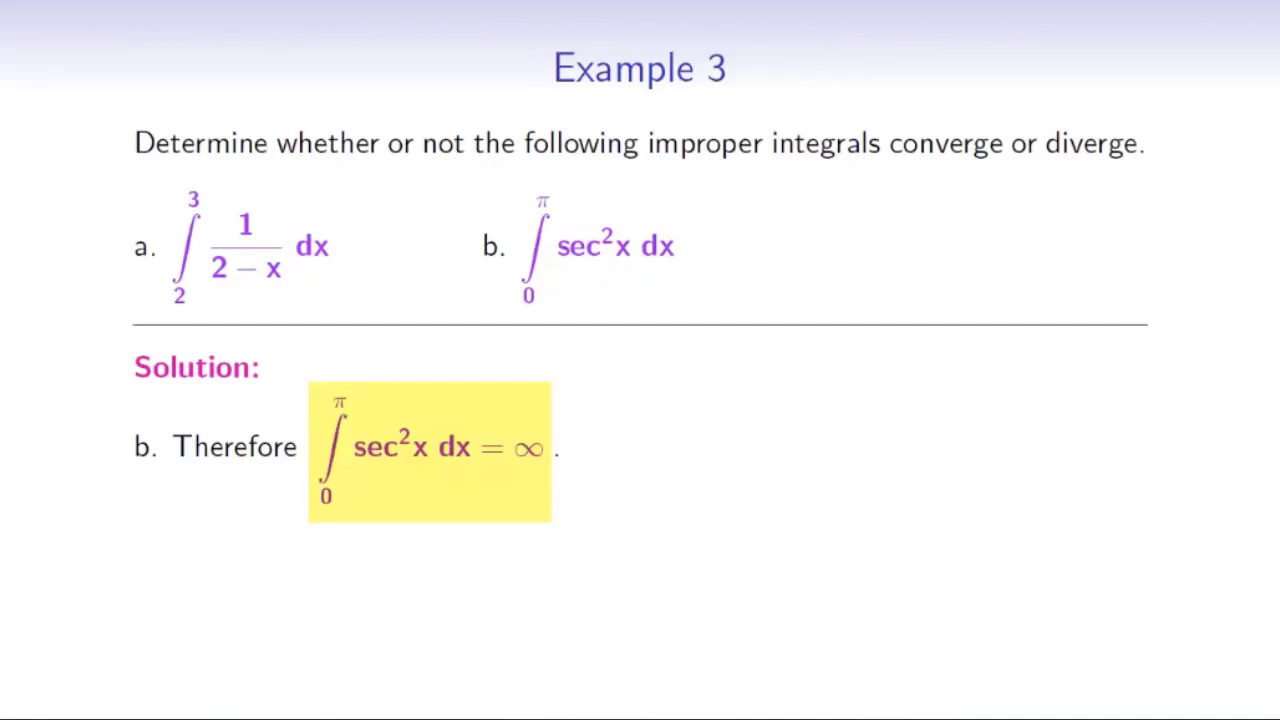 Example 3
Determine whether or not the following improper integrals converge or diverge.
a. ∫₂³ 1/(2 − x) dx b. ∫₀^π sec²x dx
Solution:
b. Therefore ∫₀^π sec²x dx = ∞ .